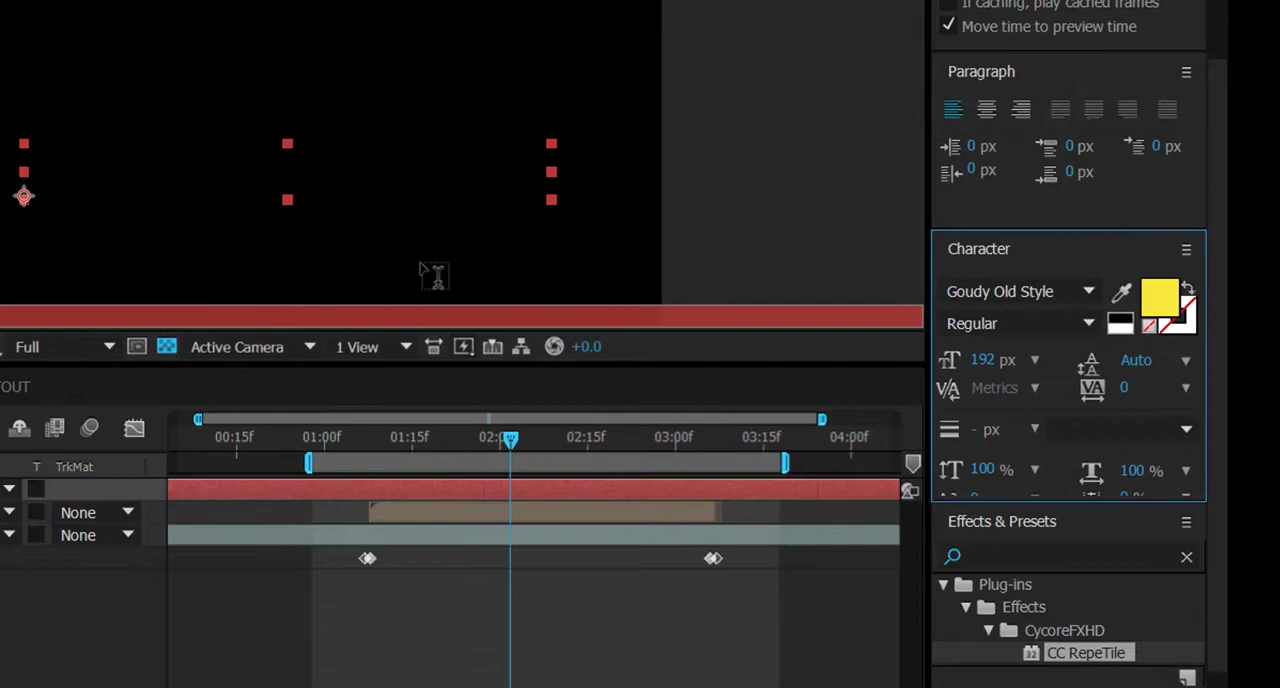 If caching, play cached frames
Move time to preview time
Paragraph
0 px 0 px 0 px
0 px 0 px
Character
Goudy Old Style
Regular
192 px Auto
Metrics 0
- px
100 % 100 %
Full Active Camera 1 View +0.0
OUT
00:15f 01:00f 01:15f 02:15f 03:00f 03:15f 04:00f
T TrkMat
None
None
Effects & Presets
Plug-ins
Effects
CycoreFXHD
32 CC RepeTile